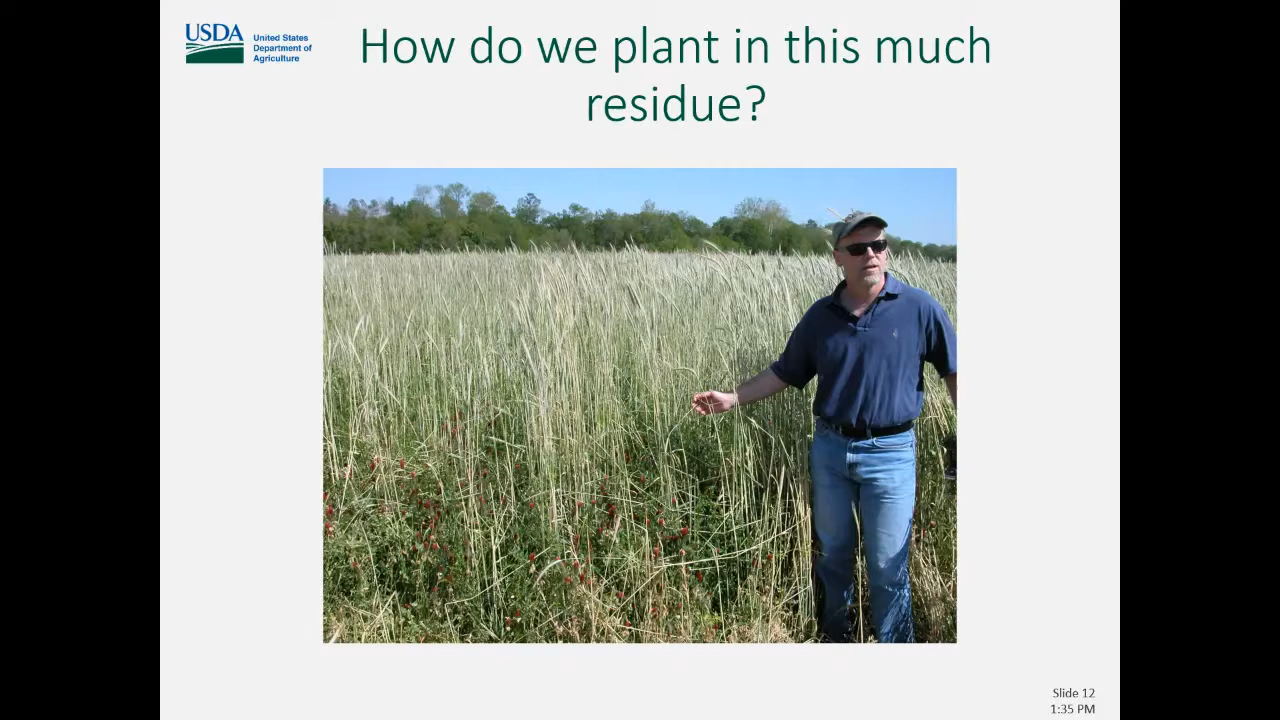 USDA
United States
Department of
Agriculture
How do we plant in this much
residue?
Slide 12
1:35 PM